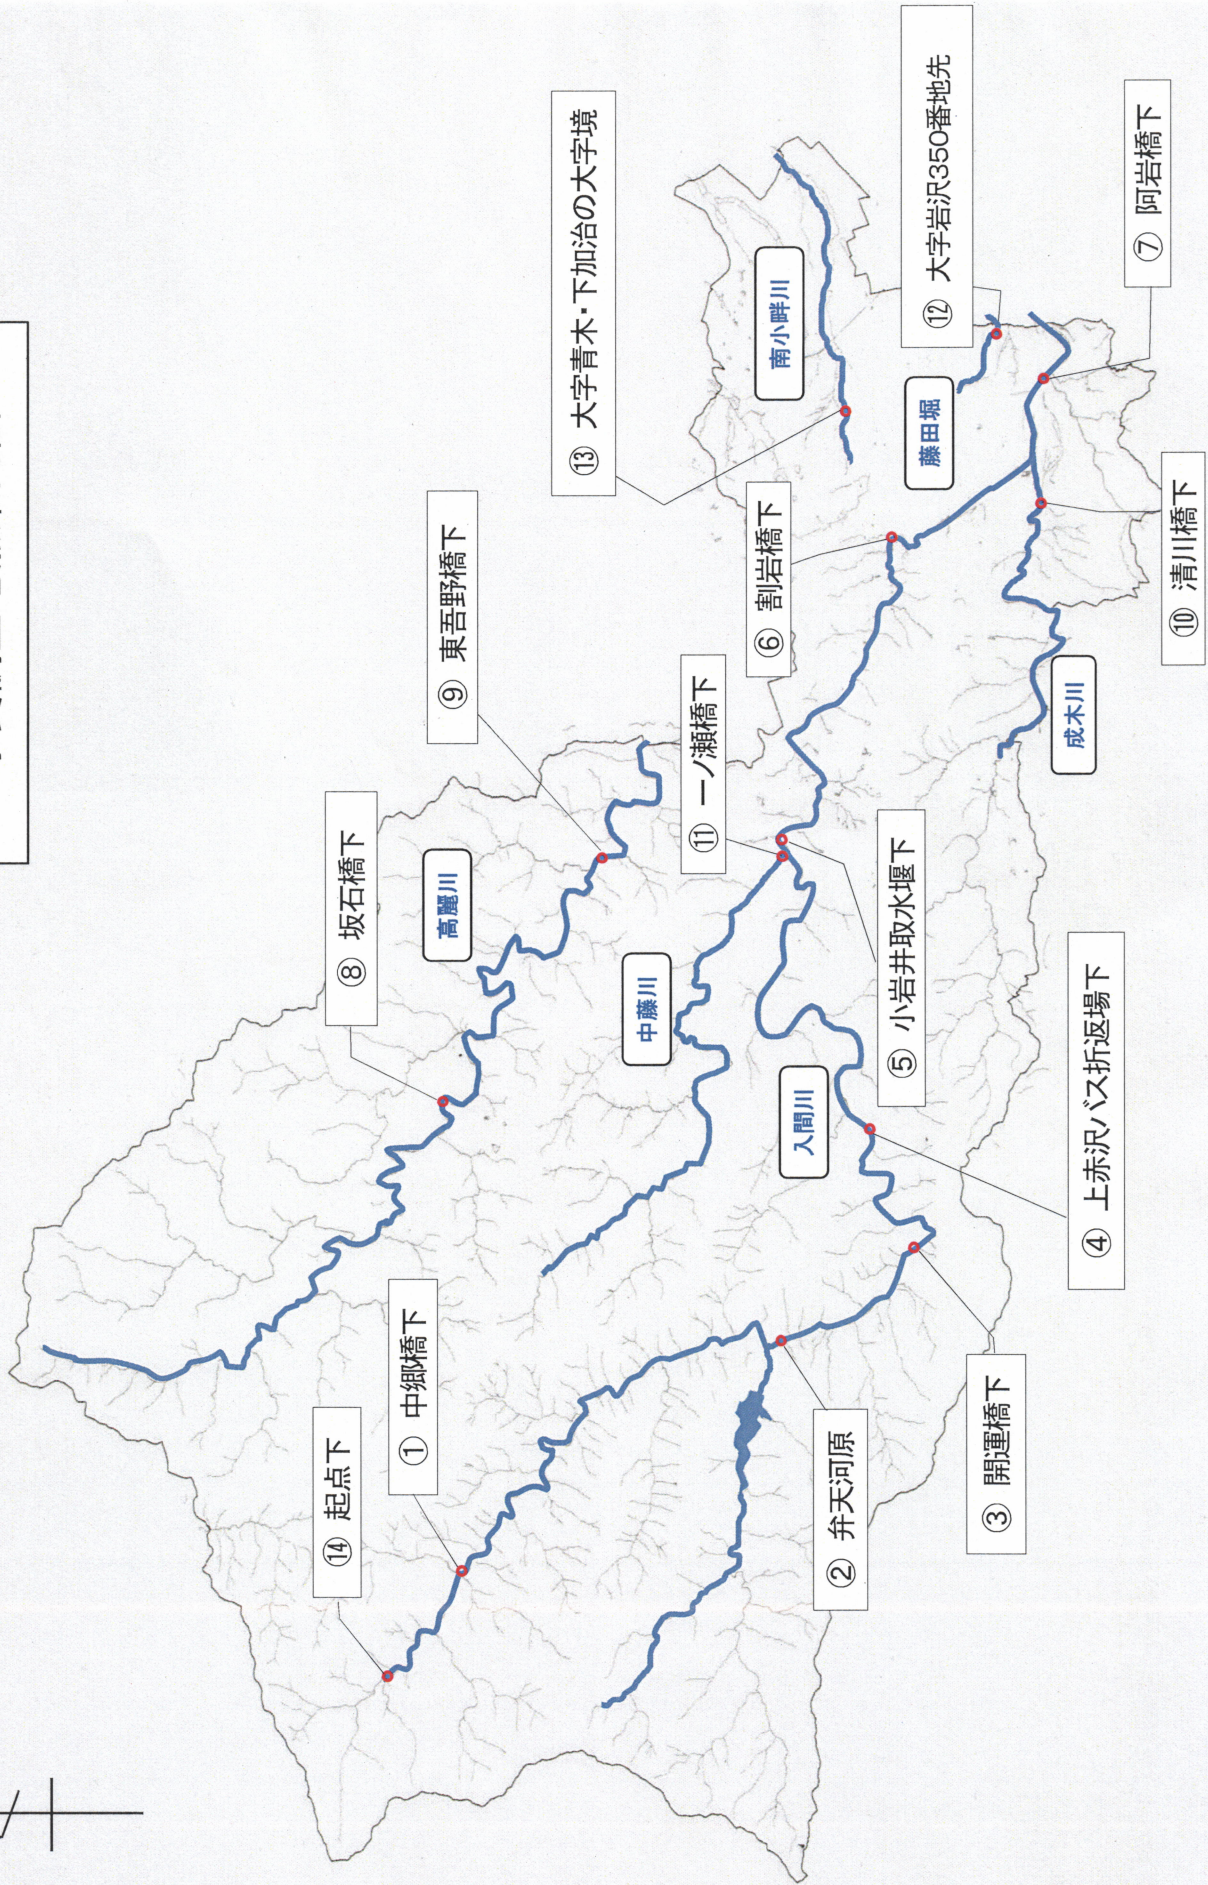 ⑭ 起点下
① 中郷橋下
② 弁天河原
③ 開運橋下
④ 上赤沢バス折返場下
⑤ 小岩井取水堰下
⑥ 割岩橋下
⑦ 阿岩橋下
⑧ 坂石橋下
⑨ 東吾野橋下
⑩ 清川橋下
⑪ 一ノ瀬橋下
⑫ 大字岩沢350番地先
⑬ 大字青木・下加治の大字境
高麗川
中藤川
入間川
成木川
藤田堀
南小畔川